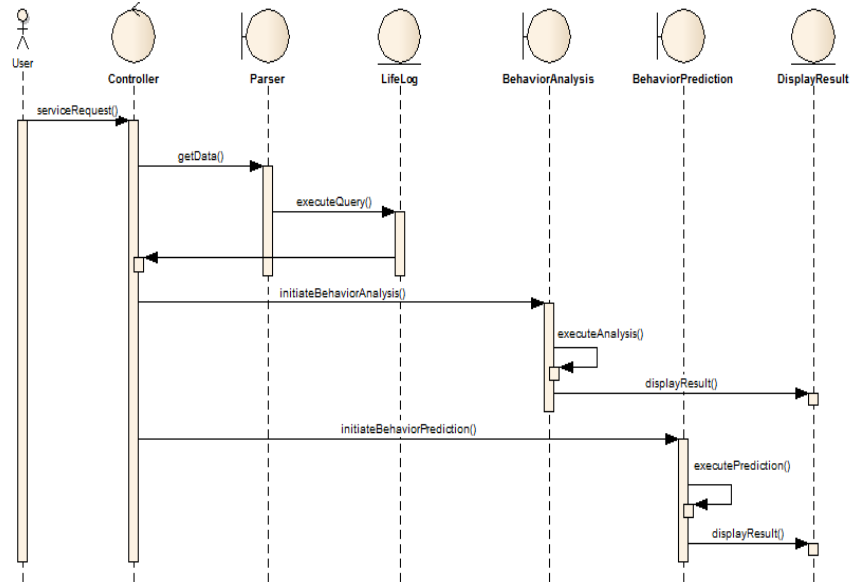 User
Controller
Parser
LifeLog
BehaviorAnalysis
BehaviorPrediction
DisplayResult
serviceRequest()
getData()
executeQuery()
initiateBehaviorAnalysis()
executeAnalysis()
displayResult()
initiateBehaviorPrediction()
executePrediction()
displayResult()